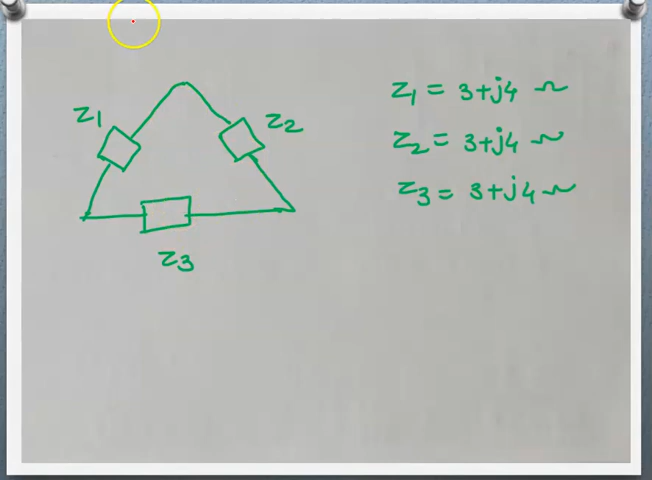 Z1
Z2
Z3
Z1 = 3+j4 ~
Z2 = 3+j4 ~
Z3 = 3+j4 ~